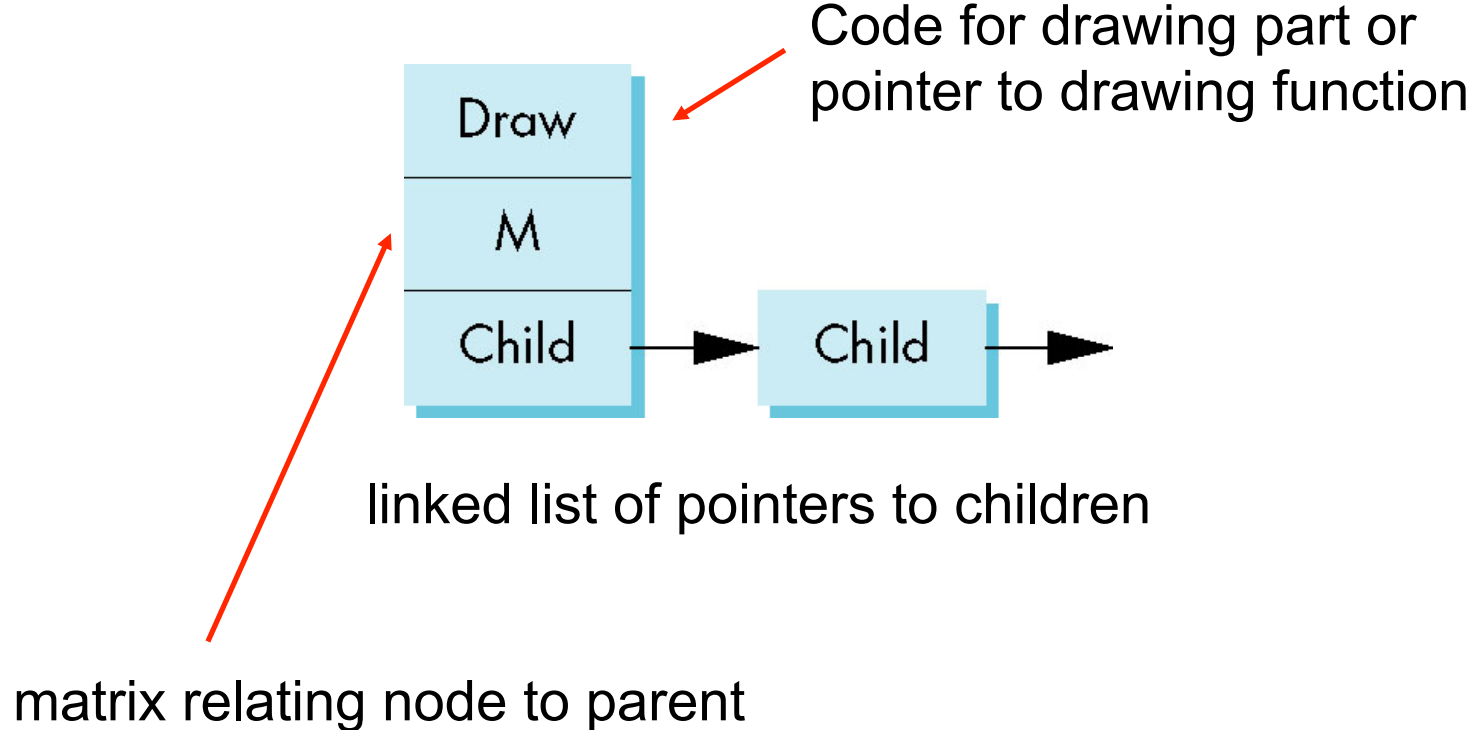 Code for drawing part or
pointer to drawing function
Draw
M
Child
Child
linked list of pointers to children
matrix relating node to parent